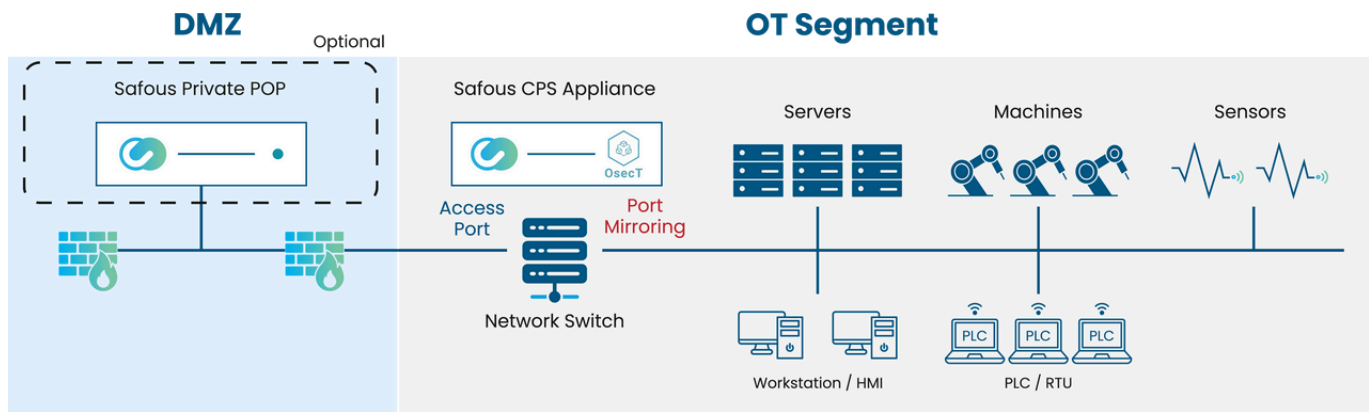 DMZ
OT Segment
Optional
Safous Private POP
Safous CPS Appliance
OsecT
Servers
Machines
Sensors
Access
Port
Port
Mirroring
Network Switch
PLC
PLC
PLC
Workstation / HMI
PLC / RTU